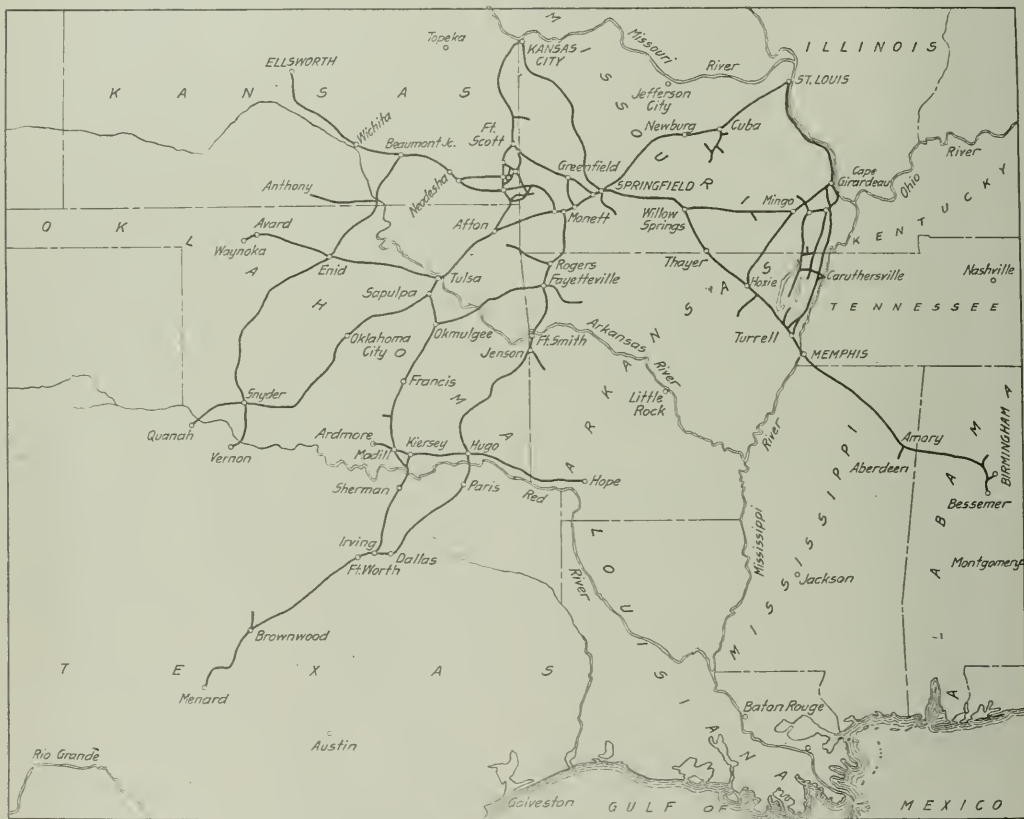 ILLINOIS
Topeka
KANSAS
CITY
Missouri
River
ELLSWORTH
ST. LOUIS
KANSAS
MISSOURI
Jefferson
City
Wichita
Newburg
Cuba
Ft.
Scott
Beaumont Jc.
River
Greenfield
Cape
Girardeau
Ohio
KENTUCKY
Neodesha
Anthony
SPRINGFIELD
Mingo
Avard
Afton
Monett
Willow
Springs
OKLAHOMA
Waynoka
Enid
Tulsa
Rogers
Fayetteville
Thayer
Hoxie
Caruthersville
Nashville
Sapulpa
TENNESSEE
Oklahoma
City
Okmulgee
Ft. Smith
Jenson
Arkansas
River
Turrell
MEMPHIS
ARKANSAS
Francis
Little
Rock
Snyder
Quanah
Vernon
Ardmore
Madill
Kiersey
Hugo
River
Amory
Aberdeen
BIRMINGHAM
Bessemer
ALABAMA
Sherman
Paris
Red
Hope
Irving
Dallas
Ft. Worth
River
LOUISIANA
Mississippi
MISSISSIPPI
Jackson
Montgomery
Brownwood
TEXAS
Menard
Baton Rouge
Austin
Rio Grande
Galveston
GULF OF MEXICO